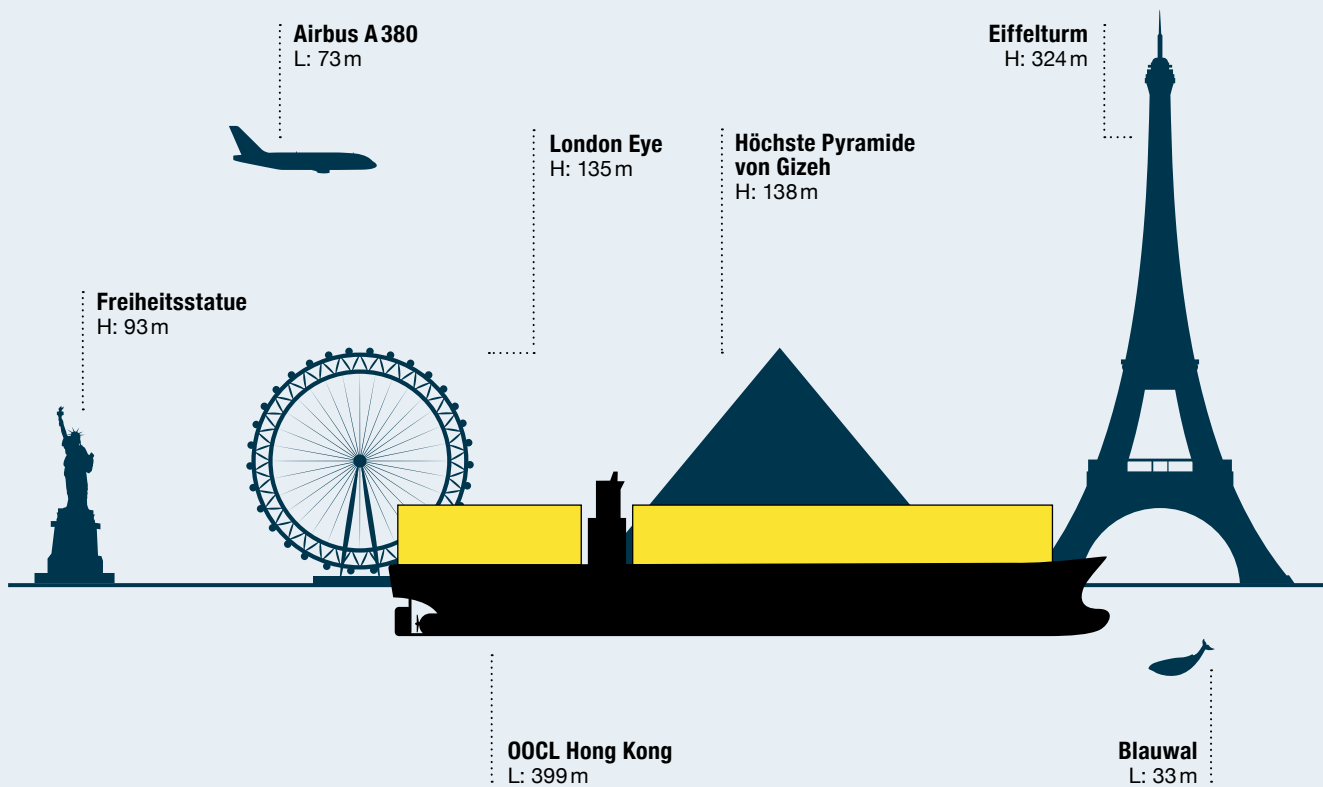 Airbus A 380
L: 73 m
Eiffelturm
H: 324 m
London Eye
H: 135 m
Höchste Pyramide
von Gizeh
H: 138 m
Freiheitsstatue
H: 93 m
OOCL Hong Kong
L: 399 m
Blauwal
L: 33 m